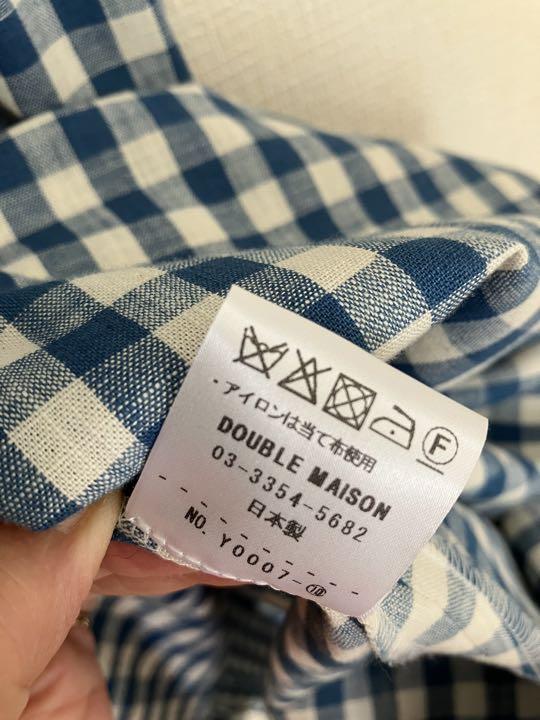 F
・アイロンは当て布使用
DOUBLE MAISON
03-3354-5682
日本製
NO. Y0007-⑩